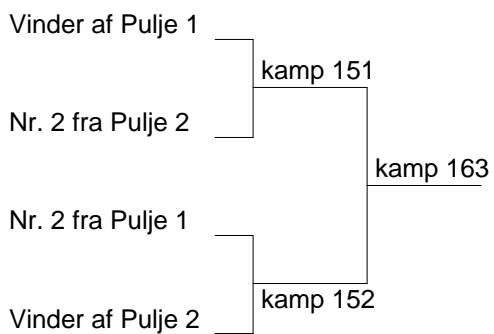 Vinder af Pulje 1
kamp 151
Nr. 2 fra Pulje 2
kamp 163
Nr. 2 fra Pulje 1
kamp 152
Vinder af Pulje 2